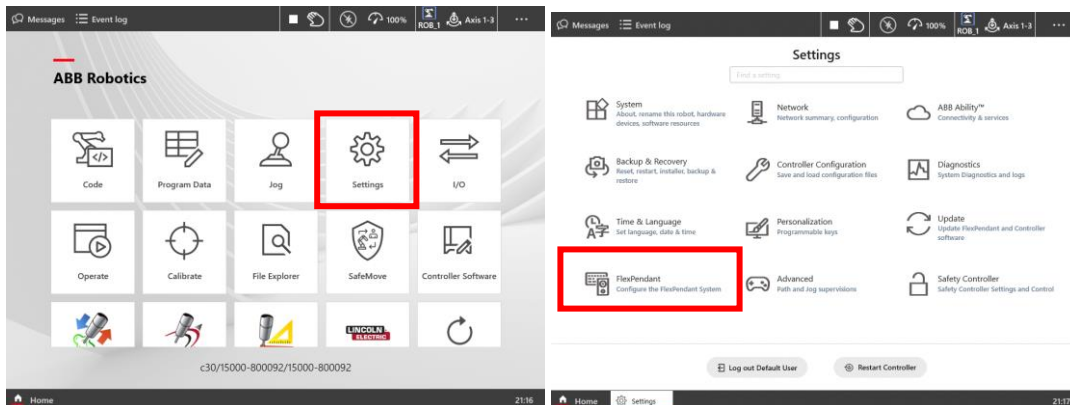 Messages Event log 100% ROB_1 Axis 1-3 ...
ABB Robotics
Code Program Data Jog Settings I/O
Operate Calibrate File Explorer SafeMove Controller Software
LINCOLN ELECTRIC
c30/15000-800092/15000-800092
Home 21:16
Messages Event log 100% ROB_1 Axis 1-3 ...
Settings
Find a setting
System
About, rename this robot, hardware
devices, software resources
Network
Network summary, configuration
ABB Ability™
Connectivity & services
Backup & Recovery
Reset, restart, installer, backup &
restore
Controller Configuration
Save and load configuration files
Diagnostics
System Diagnostics and logs
Time & Language
Set language, date & time
Personalization
Programmable keys
Update
Update FlexPendant and Controller
software
FlexPendant
Configure the FlexPendant System
Advanced
Path and Jog supervisions
Safety Controller
Safety Controller Settings and Control
Log out Default User Restart Controller
Home Settings 21:17